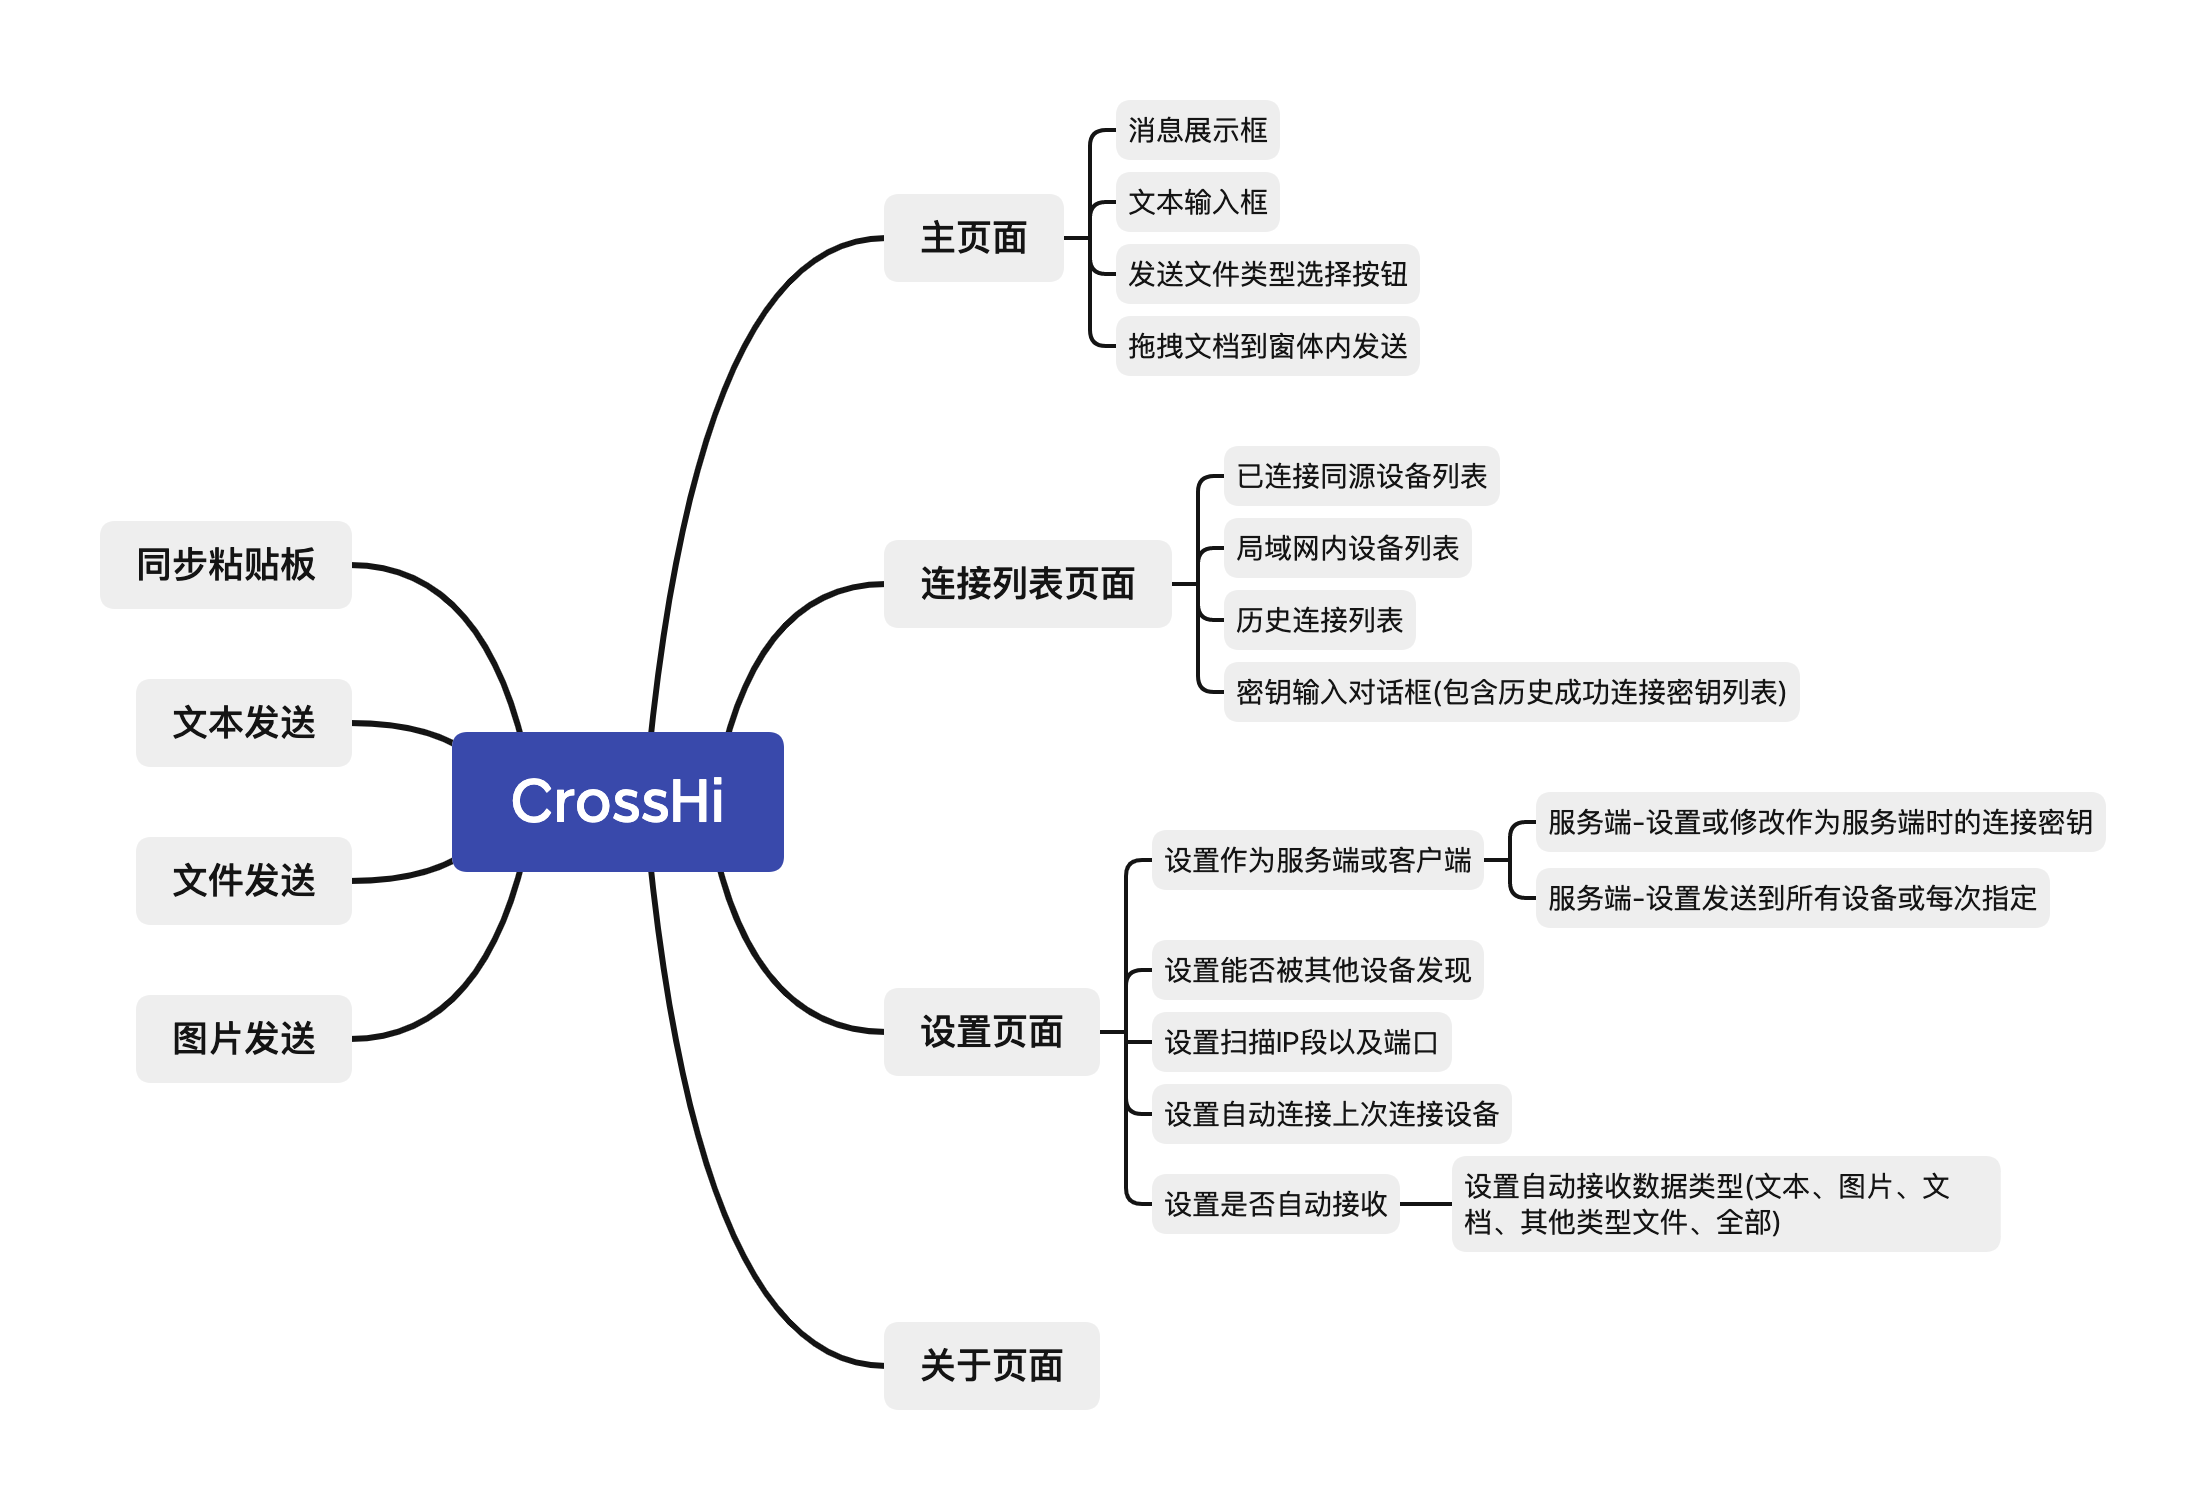 CrossHi
主页面
消息展示框
文本输入框
发送文件类型选择按钮
拖拽文档到窗体内发送
连接列表页面
已连接同源设备列表
局域网内设备列表
历史连接列表
密钥输入对话框(包含历史成功连接密钥列表)
设置页面
设置作为服务端或客户端
服务端-设置或修改作为服务端时的连接密钥
服务端-设置发送到所有设备或每次指定
设置能否被其他设备发现
设置扫描IP段以及端口
设置自动连接上次连接设备
设置是否自动接收
设置自动接收数据类型(文本、图片、文
档、其他类型文件、全部)
关于页面
同步粘贴板
文本发送
文件发送
图片发送